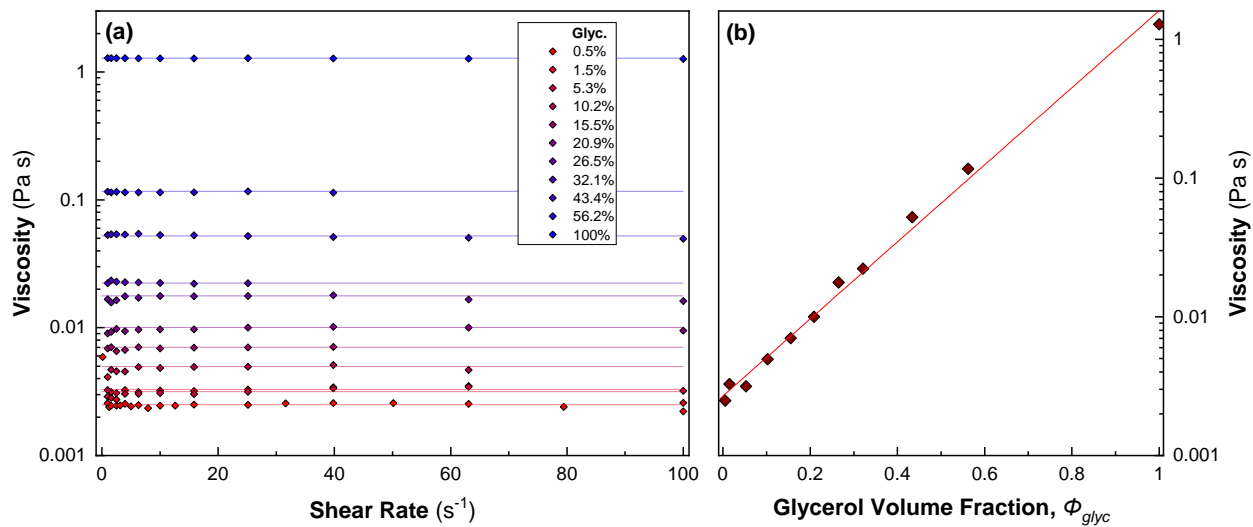 (a)
Glyc.
0.5%
1.5%
5.3%
10.2%
15.5%
20.9%
26.5%
32.1%
43.4%
56.2%
100%
1
0.1
0.01
0.001
Viscosity (Pa s)
0 20 40 60 80 100
Shear Rate (s⁻¹)
(b)
1
0.1
0.01
0.001
Viscosity (Pa s)
0 0.2 0.4 0.6 0.8 1
Glycerol Volume Fraction, Φglyc